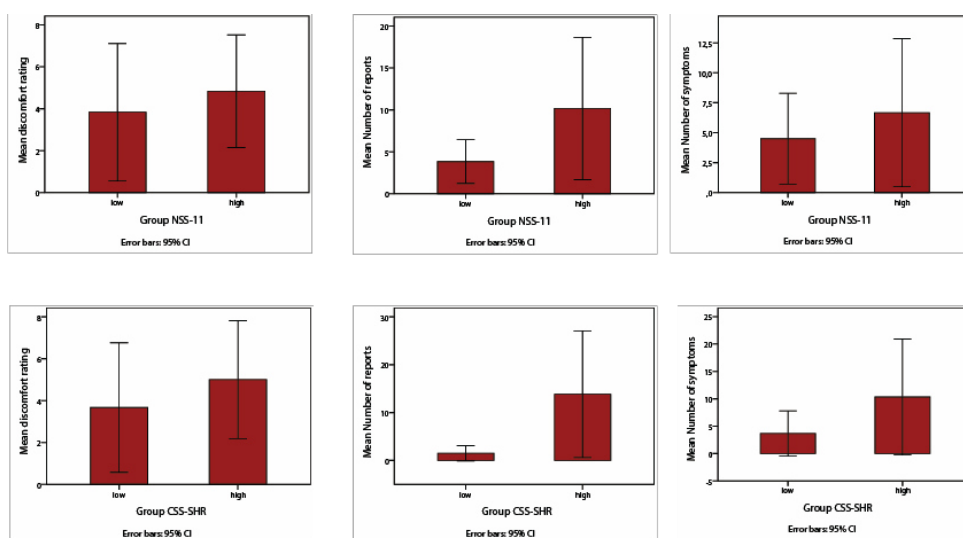 Mean discomfort rating
8
6
4
2
0
low high
Group NSS-11
Error bars: 95% CI
Mean Number of reports
20
15
10
5
0
low high
Group NSS-11
Error bars: 95% CI
Mean Number of symptoms
12,5
10,0
7,5
5,0
2,5
,0
low high
Group NSS-11
Error bars: 95% CI
Mean discomfort rating
8
6
4
2
0
low high
Group CSS-SHR
Error bars: 95% CI
Mean Number of reports
30
20
10
0
low high
Group CSS-SHR
Error bars: 95% CI
Mean Number of symptoms
25
20
15
10
5
0
-5
low high
Group CSS-SHR
Error bars: 95% CI